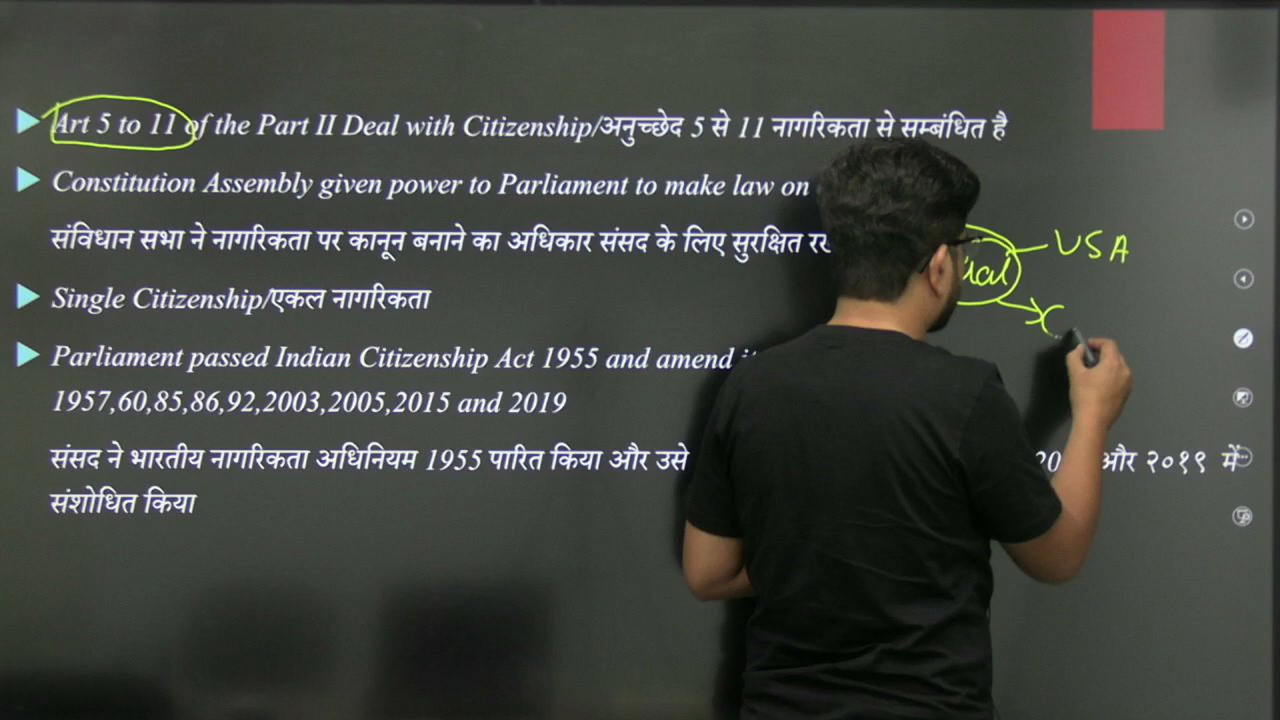 Art 5 to 11 of the Part II Deal with Citizenship/अनुच्छेद 5 से 11 नागरिकता से सम्बंधित है
Constitution Assembly given power to Parliament to make law on
संविधान सभा ने नागरिकता पर कानून बनाने का अधिकार संसद के लिए सुरक्षित
USA
Single Citizenship/एकल नागरिकता
Parliament passed Indian Citizenship Act 1955 and amend
1957,60,85,86,92,2003,2005,2015 and 2019
संसद ने भारतीय नागरिकता अधिनियम 1955 पारित किया और उसे और २०१९ में
संशोधित किया